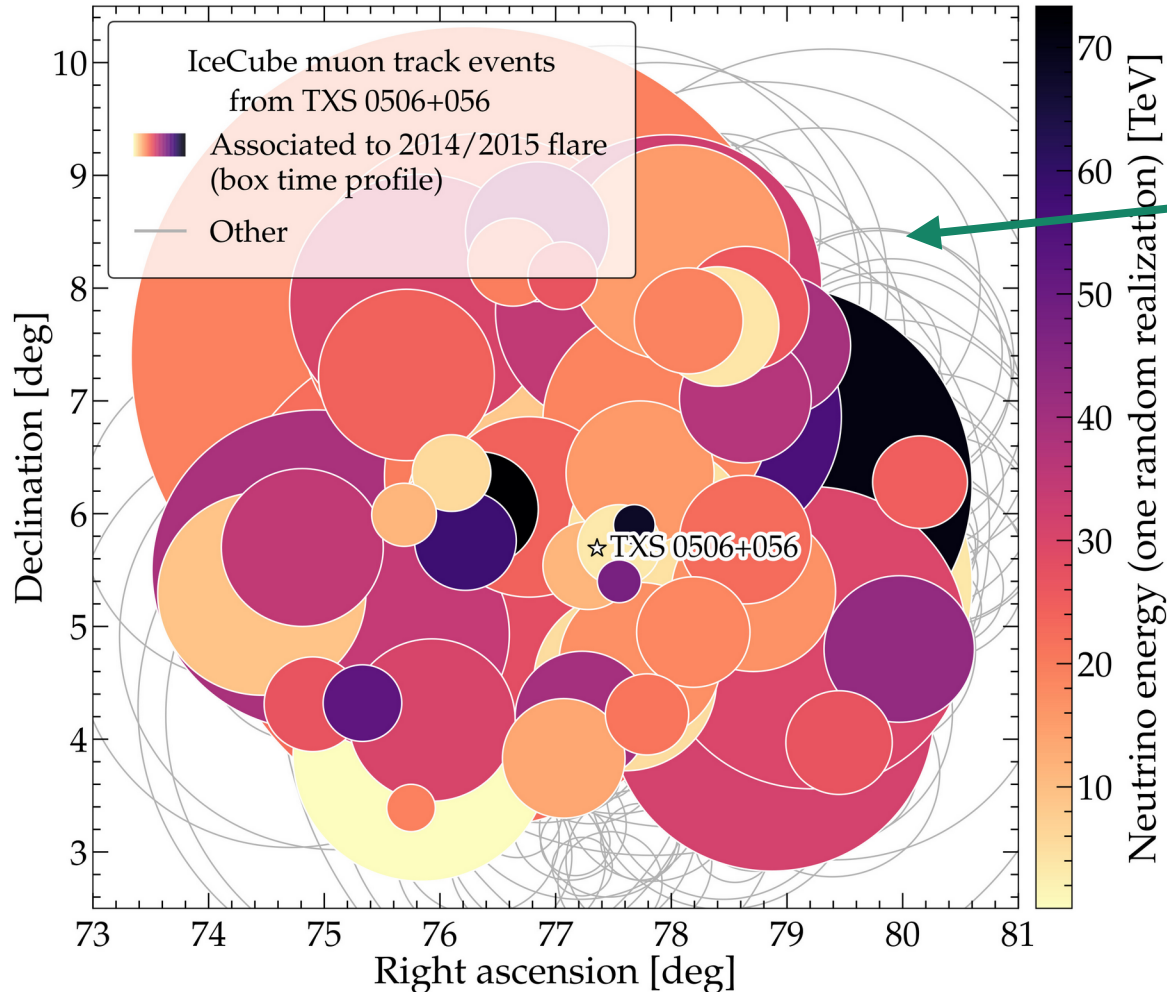 IceCube muon track events
from TXS 0506+056
Associated to 2014/2015 flare
(box time profile)
Other
TXS 0506+056
10
9
8
7
6
5
4
3
Declination [deg]
73 74 75 76 77 78 79 80 81
Right ascension [deg]
70
60
50
40
30
20
10
Neutrino energy (one random realization) [TeV]